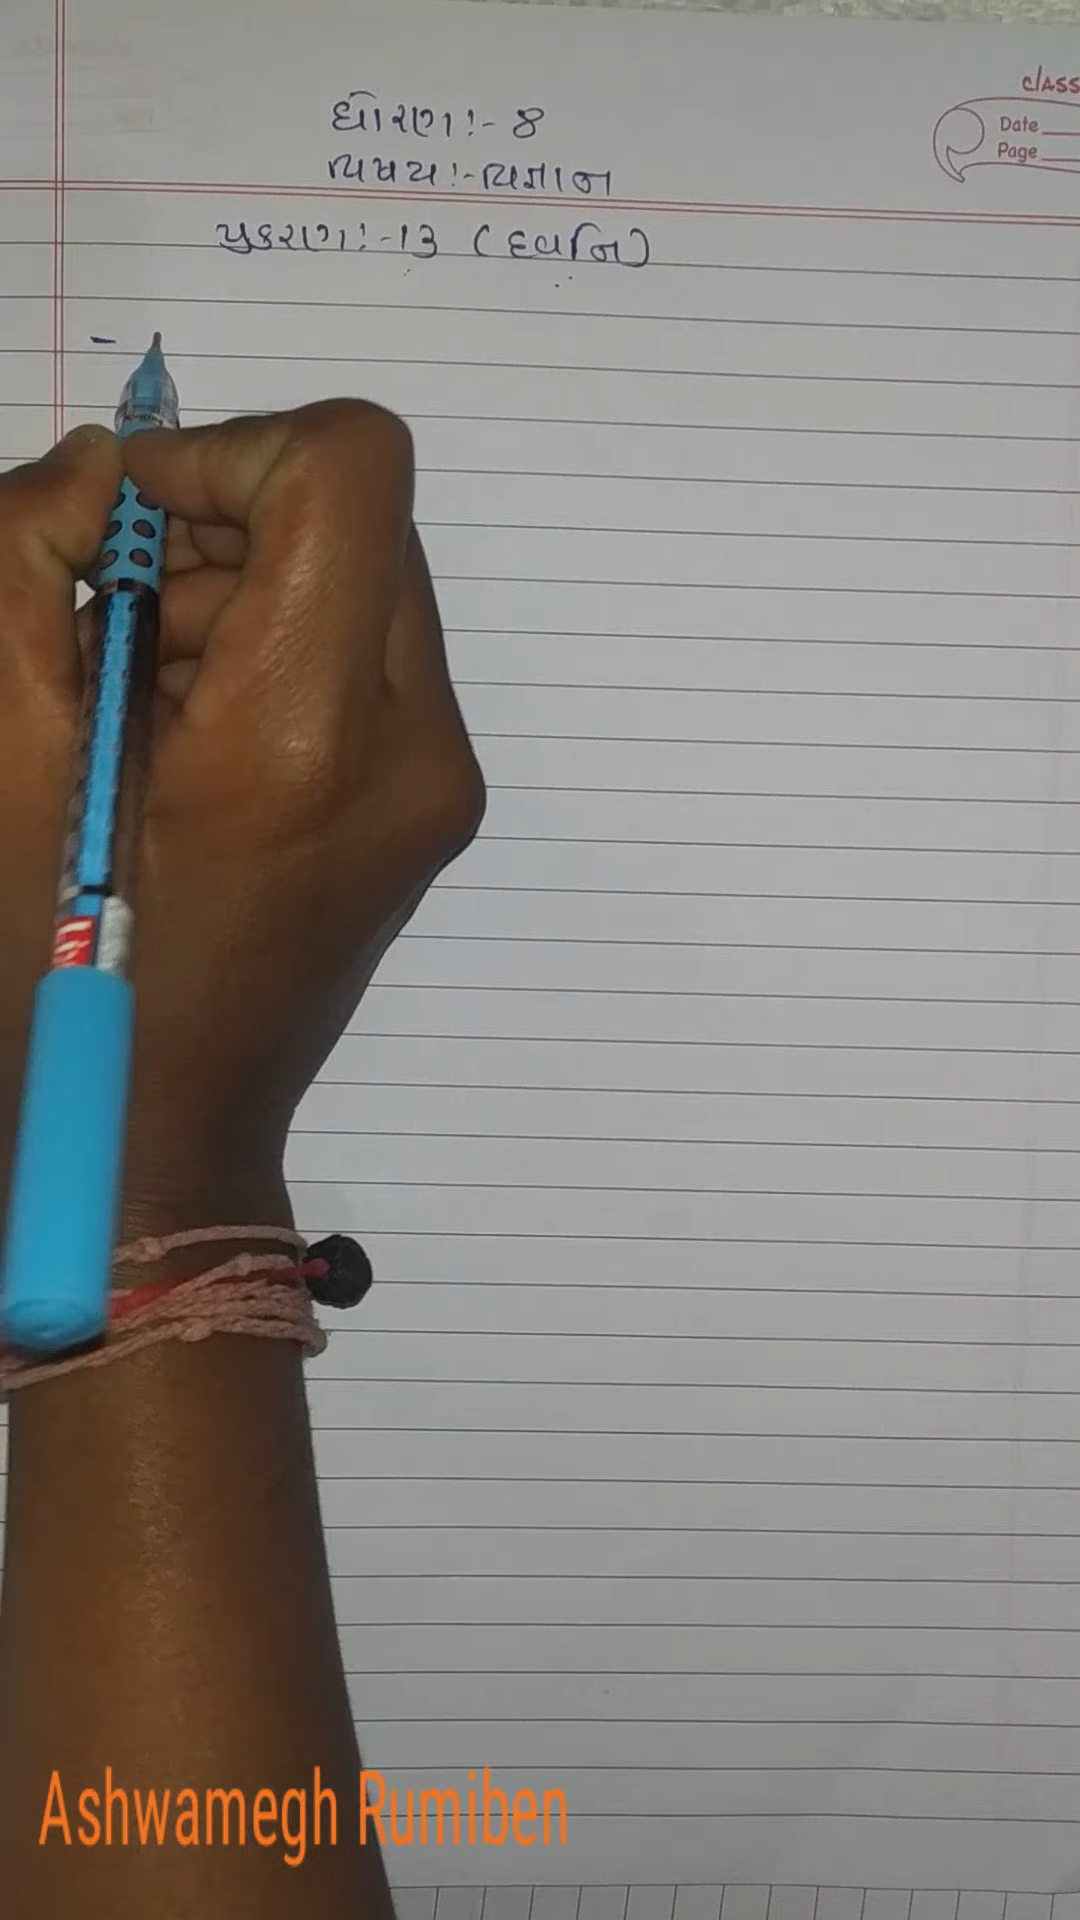 ધોરણઃ- 8
વિષયઃ- વિજ્ઞાન
પ્રકરણઃ-13 (ધ્વનિ)
-
CLASS
Date
Page
Ashwamegh Rumiben